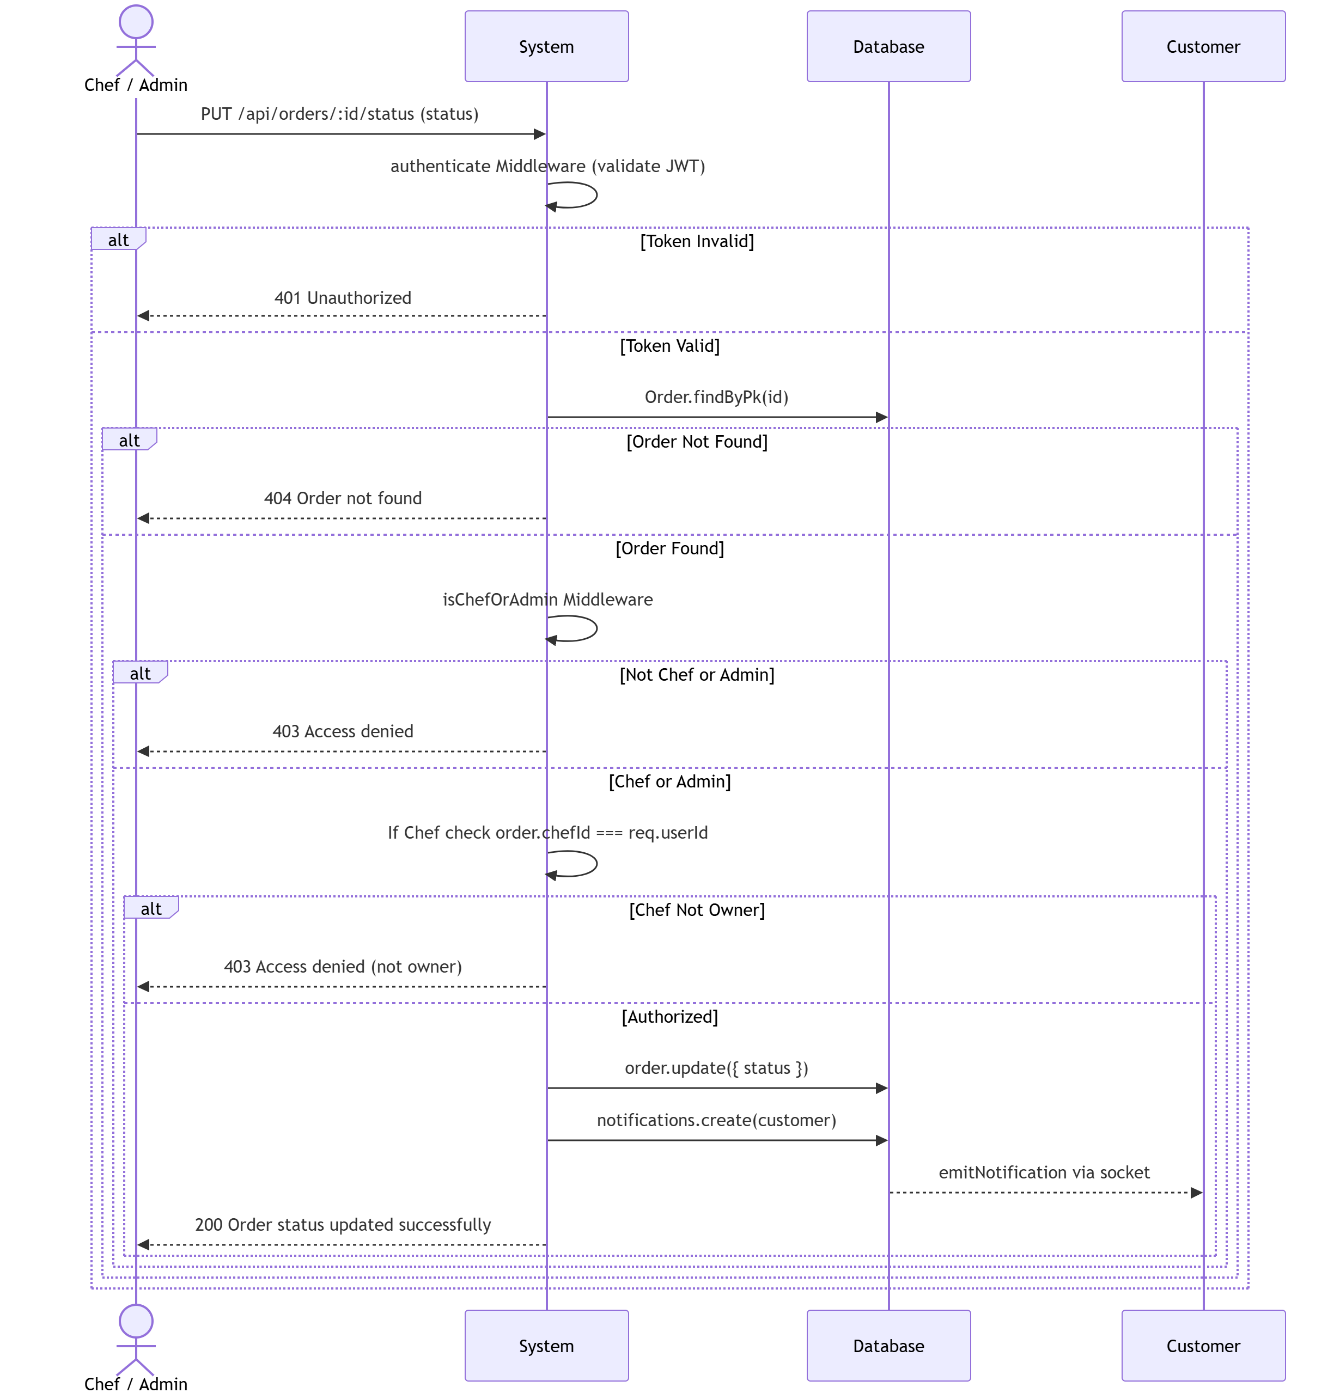 Chef / Admin
System
Database
Customer
PUT /api/orders/:id/status (status)
authenticate Middleware (validate JWT)
alt
[Token Invalid]
401 Unauthorized
[Token Valid]
Order.findByPk(id)
alt
[Order Not Found]
404 Order not found
[Order Found]
isChefOrAdmin Middleware
alt
[Not Chef or Admin]
403 Access denied
[Chef or Admin]
If Chef check order.chefId === req.userId
alt
[Chef Not Owner]
403 Access denied (not owner)
[Authorized]
order.update({ status })
notifications.create(customer)
emitNotification via socket
200 Order status updated successfully
Chef / Admin
System
Database
Customer